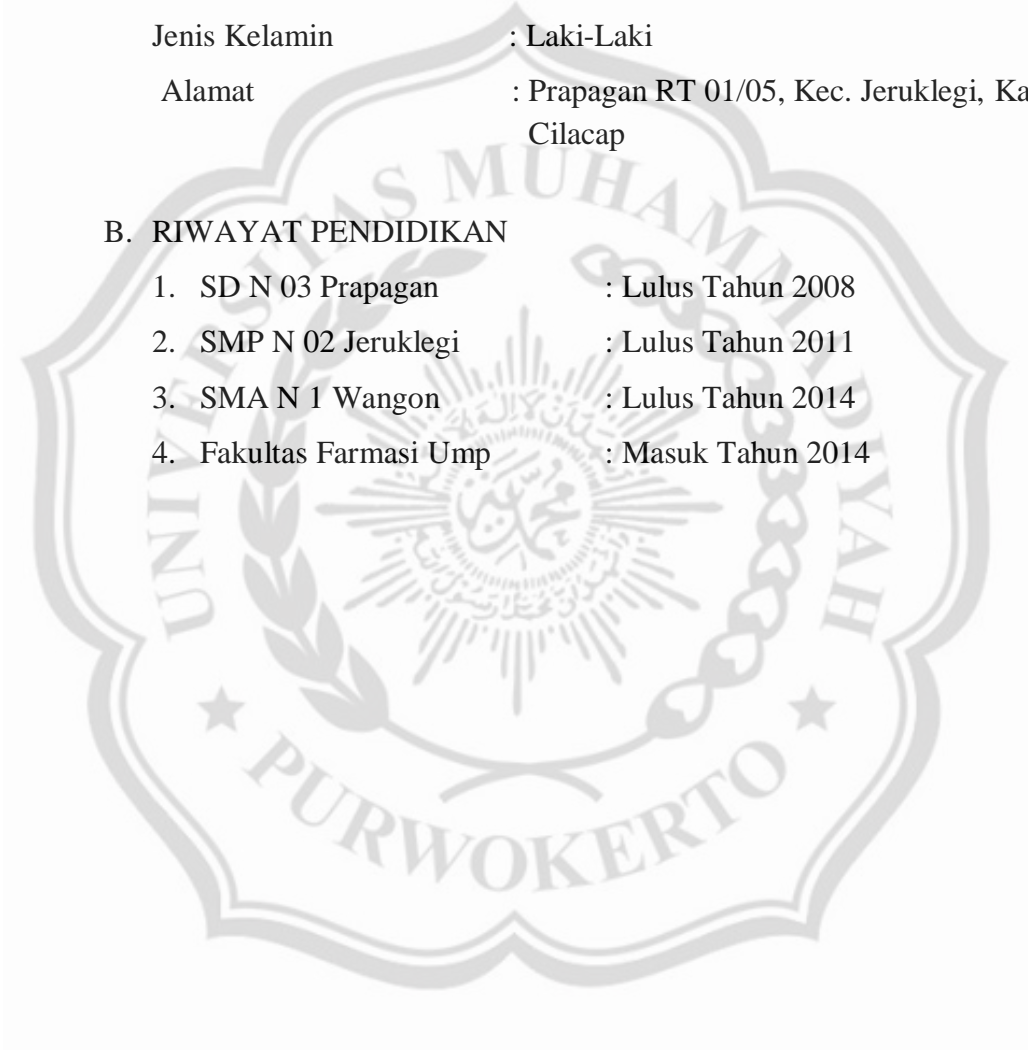 Jenis Kelamin : Laki-Laki
Alamat : Prapagan RT 01/05, Kec. Jeruklegi, Ka
Cilacap
B. RIWAYAT PENDIDIKAN
1. SD N 03 Prapagan : Lulus Tahun 2008
2. SMP N 02 Jeruklegi : Lulus Tahun 2011
3. SMA N 1 Wangon : Lulus Tahun 2014
4. Fakultas Farmasi Ump : Masuk Tahun 2014
UNIVERSITAS MUHAMMADIYAH
PURWOKERTO